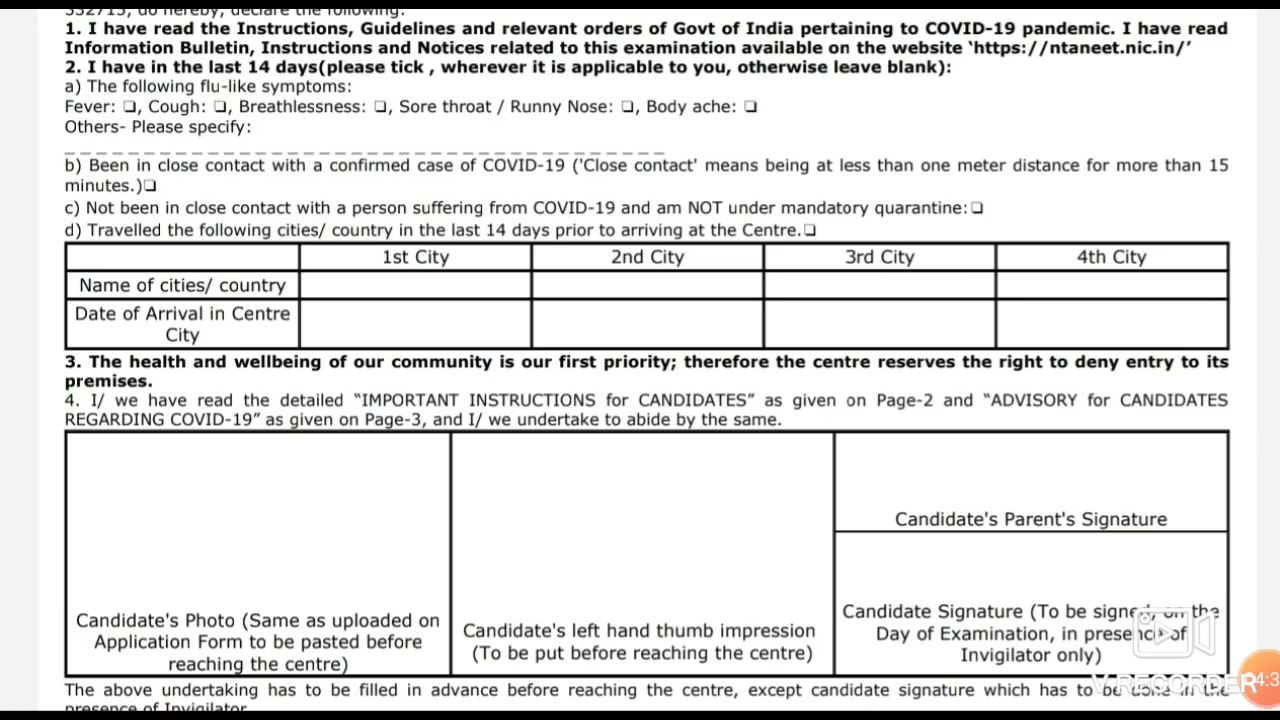 332715, do hereby, declare the following:
1. I have read the Instructions, Guidelines and relevant orders of Govt of India pertaining to COVID-19 pandemic. I have read
Information Bulletin, Instructions and Notices related to this examination available on the website 'https://ntaneet.nic.in/'
2. I have in the last 14 days(please tick , wherever it is applicable to you, otherwise leave blank):
a) The following flu-like symptoms:
Fever: ❑, Cough: ❑, Breathlessness: ❑, Sore throat / Runny Nose: ❑, Body ache: ❑
Others- Please specify:
_ _ _ _ _ _ _ _ _ _ _ _ _ _ _ _ _ _ _ _ _ _ _ _ _ _ _ _ _ _ _ _ _ _ _ _ _ _ _
b) Been in close contact with a confirmed case of COVID-19 ('Close contact' means being at less than one meter distance for more than 15
minutes.)❑
c) Not been in close contact with a person suffering from COVID-19 and am NOT under mandatory quarantine:❑
d) Travelled the following cities/ country in the last 14 days prior to arriving at the Centre.❑
1st City 2nd City 3rd City 4th City
Name of cities/ country
Date of Arrival in Centre
City
3. The health and wellbeing of our community is our first priority; therefore the centre reserves the right to deny entry to its
premises.
4. I/ we have read the detailed "IMPORTANT INSTRUCTIONS for CANDIDATES" as given on Page-2 and "ADVISORY for CANDIDATES
REGARDING COVID-19" as given on Page-3, and I/ we undertake to abide by the same.
Candidate's Photo (Same as uploaded on
Application Form to be pasted before
reaching the centre)
Candidate's left hand thumb impression
(To be put before reaching the centre)
Candidate's Parent's Signature
Candidate Signature (To be signed, on the
Day of Examination, in presence of
Invigilator only)
The above undertaking has to be filled in advance before reaching the centre, except candidate signature which has to be done in the
presence of Invigilator
V RECORDER
4:3